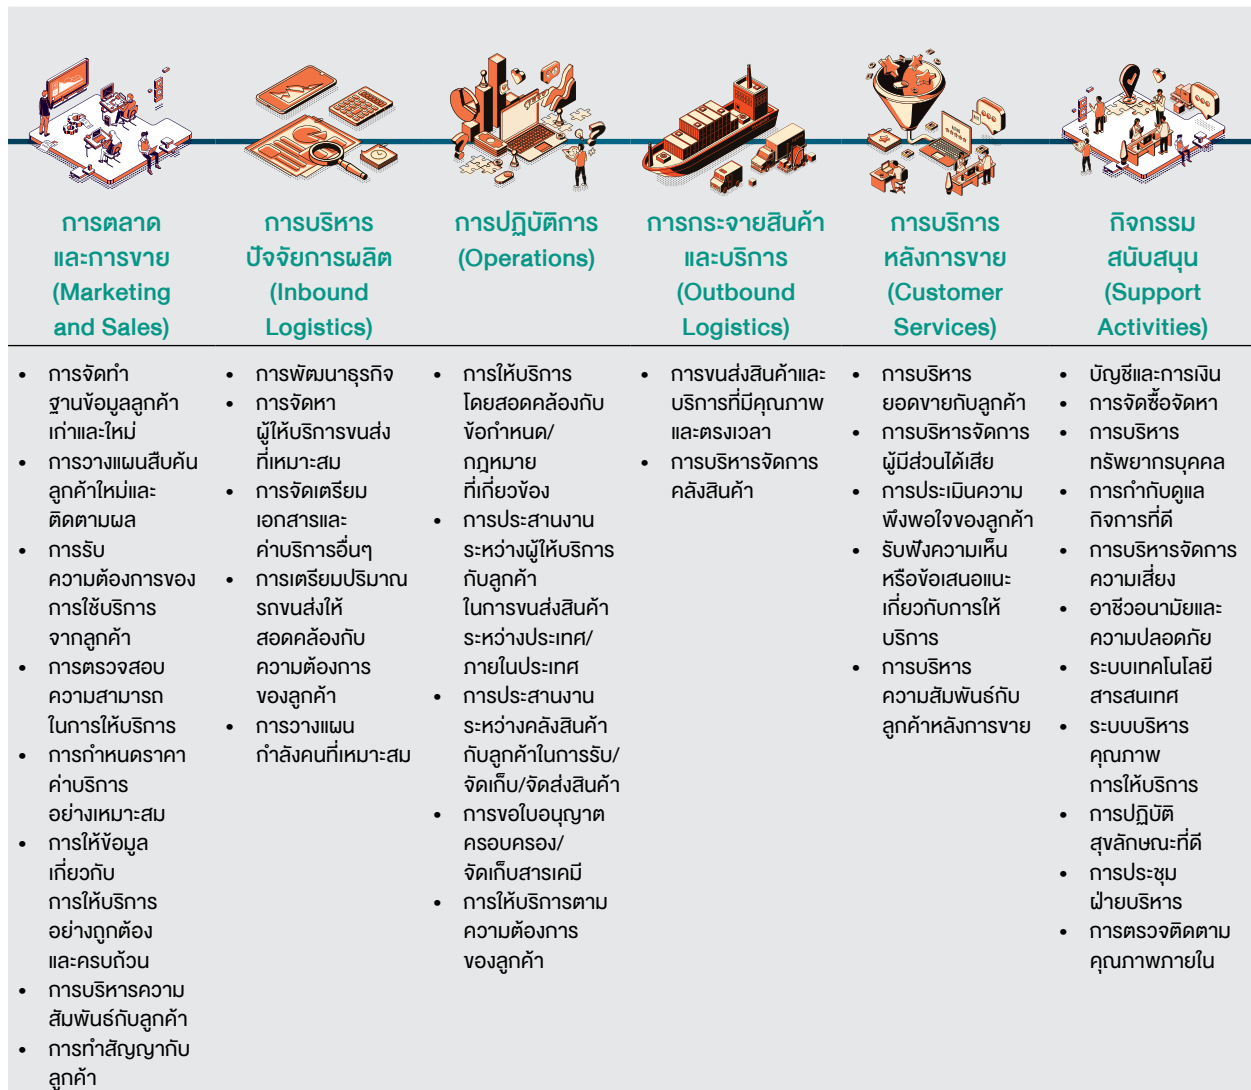 การตลาด
และการขาย
(Marketing
and Sales)
• การจัดทำ
ฐานข้อมูลลูกค้า
เก่าและใหม่
• การวางแผนสืบค้น
ลูกค้าใหม่และ
ติดตามผล
• การรับ
ความต้องการของ
การใช้บริการ
จากลูกค้า
• การตรวจสอบ
ความสามารถ
ในการให้บริการ
• การกำหนดราคา
ค่าบริการ
อย่างเหมาะสม
• การให้ข้อมูล
เกี่ยวกับ
การให้บริการ
อย่างถูกต้อง
และครบถ้วน
• การบริหารความ
สัมพันธ์กับลูกค้า
• การทำสัญญากับ
ลูกค้า
การบริหาร
ปัจจัยการผลิต
(Inbound
Logistics)
• การพัฒนาธุรกิจ
• การจัดหา
ผู้ให้บริการขนส่ง
ที่เหมาะสม
• การจัดเตรียม
เอกสารและ
ค่าบริการอื่นๆ
• การเตรียมปริมาณ
รถขนส่งให้
สอดคล้องกับ
ความต้องการ
ของลูกค้า
• การวางแผน
กำลังคนที่เหมาะสม
การปฏิบัติการ
(Operations)
• การให้บริการ
โดยสอดคล้องกับ
ข้อกำหนด/
กฎหมาย
ที่เกี่ยวข้อง
• การประสานงาน
ระหว่างผู้ให้บริการ
กับลูกค้า
ในการขนส่งสินค้า
ระหว่างประเทศ/
ภายในประเทศ
• การประสานงาน
ระหว่างคลังสินค้า
กับลูกค้าในการรับ/
จัดเก็บ/จัดส่งสินค้า
• การขอใบอนุญาต
ครอบครอง/
จัดเก็บสารเคมี
• การให้บริการตาม
ความต้องการ
ของลูกค้า
การกระจายสินค้า
และบริการ
(Outbound
Logistics)
• การขนส่งสินค้าและ
บริการที่มีคุณภาพ
และตรงเวลา
• การบริหารจัดการ
คลังสินค้า
การบริการ
หลังการขาย
(Customer
Services)
• การบริหาร
ยอดขายกับลูกค้า
• การบริหารจัดการ
ผู้มีส่วนได้เสีย
• การประเมินความ
พึงพอใจของลูกค้า
• รับฟังความเห็น
หรือข้อเสนอแนะ
เกี่ยวกับการให้
บริการ
• การบริหาร
ความสัมพันธ์กับ
ลูกค้าหลังการขาย
กิจกรรม
สนับสนุน
(Support
Activities)
• บัญชีและการเงิน
• การจัดซื้อจัดหา
• การบริหาร
ทรัพยากรบุคคล
• การกำกับดูแล
กิจการที่ดี
• การบริหารจัดการ
ความเสี่ยง
• อาชีวอนามัยและ
ความปลอดภัย
• ระบบเทคโนโลยี
สารสนเทศ
• ระบบบริหาร
คุณภาพ
การให้บริการ
• การปฏิบัติ
สุขลักษณะที่ดี
• การประชุม
ฝ่ายบริหาร
• การตรวจติดตาม
คุณภาพภายใน